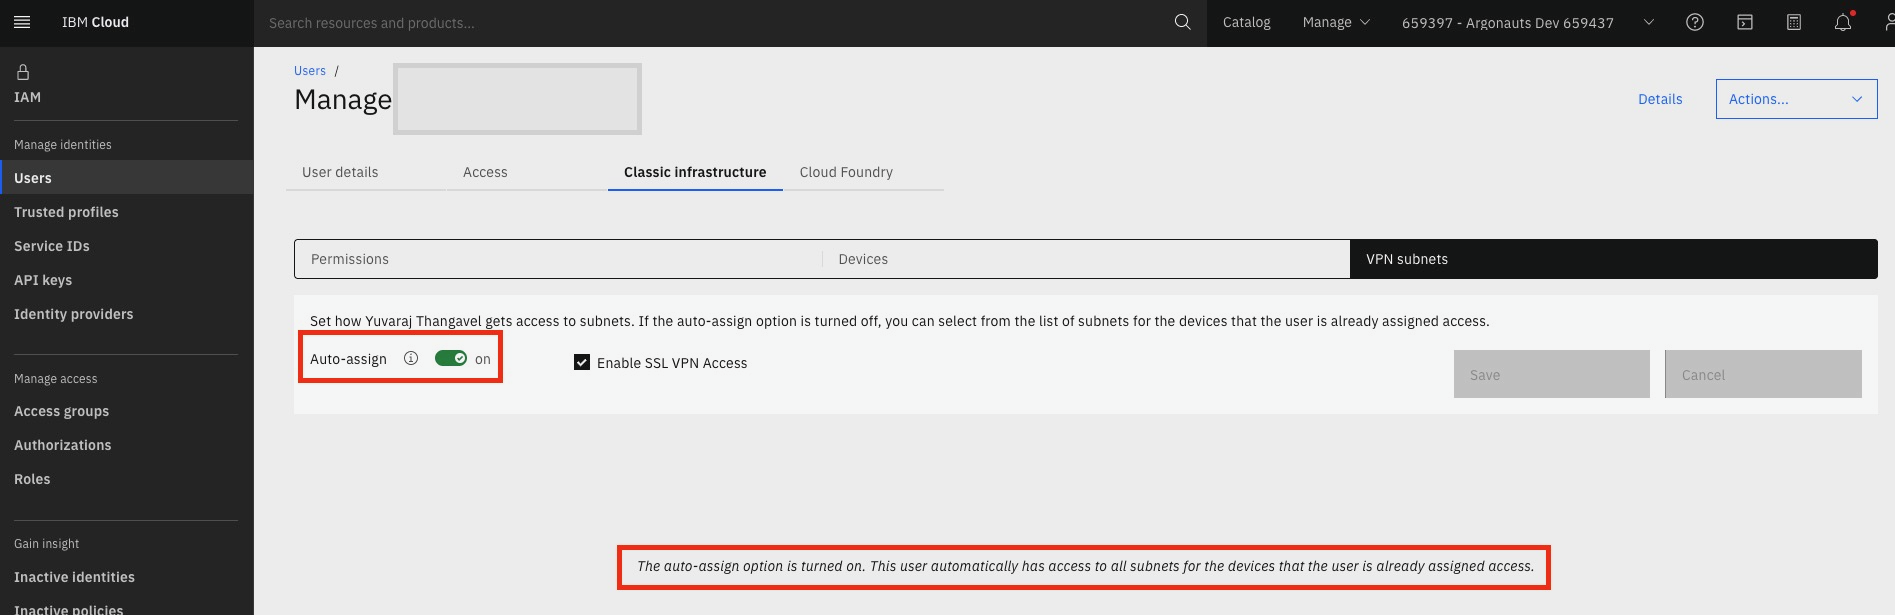 IBM Cloud
Search resources and products...
Catalog
Manage
659397 - Argonauts Dev 659437
IAM
Manage identities
Users
Trusted profiles
Service IDs
API keys
Identity providers
Manage access
Access groups
Authorizations
Roles
Gain insight
Inactive identities
Inactive policies
Users /
Manage
Details
Actions...
User details
Access
Classic infrastructure
Cloud Foundry
Permissions
Devices
VPN subnets
Set how Yuvaraj Thangavel gets access to subnets. If the auto-assign option is turned off, you can select from the list of subnets for the devices that the user is already assigned access.
Auto-assign
on
Enable SSL VPN Access
Save
Cancel
The auto-assign option is turned on. This user automatically has access to all subnets for the devices that the user is already assigned access.